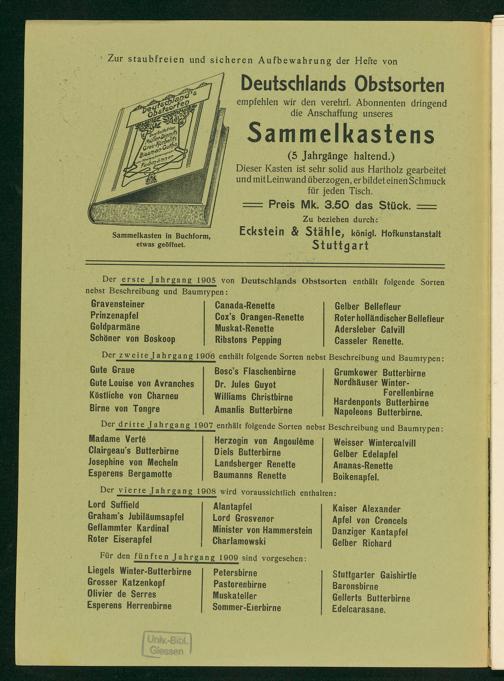 Zur staubfreien und sicheren Aufbewahrung der Hefte von
Deutschlands Obstsorten
empfehlen wir den verehrl. Abonnenten dringend
die Anschaffung unseres
Sammelkastens
(5 Jahrgänge haltend.)
Dieser Kasten ist sehr solid aus Hartholz gearbeitet
und mit Leinwand überzogen, er bildet einen Schmuck
für jeden Tisch.
Preis Mk. 3.50 das Stück.
Zu beziehen durch:
Eckstein & Stähle, königl. Hofkunstanstalt
Stuttgart
Deutschland's
Obstsorten
Sammelkasten in Buchform,
etwas geöffnet.
Der erste Jahrgang 1905 von Deutschlands Obstsorten enthält folgende Sorten
nebst Beschreibung und Baumtypen:
Gravensteiner
Prinzenapfel
Goldparmäne
Schöner von Boskoop
Canada-Renette
Cox's Orangen-Renette
Muskat-Renette
Ribstons Pepping
Gelber Bellefleur
Roter holländischer Bellefleur
Adersleber Calvill
Casseler Renette.
Der zweite Jahrgang 1906 enthält folgende Sorten nebst Beschreibung und Baumtypen:
Gute Graue
Gute Louise von Avranches
Köstliche von Charneu
Birne von Tongre
Bosc's Flaschenbirne
Dr. Jules Guyot
Williams Christbirne
Amanlis Butterbirne
Grumkower Butterbirne
Nordhäuser Winter-
Forellenbirne
Hardenponts Butterbirne
Napoleons Butterbirne.
Der dritte Jahrgang 1907 enthält folgende Sorten nebst Beschreibung und Baumtypen:
Madame Verté
Clairgeau's Butterbirne
Josephine von Mecheln
Esperens Bergamotte
Herzogin von Angoulême
Diels Butterbirne
Landsberger Renette
Baumanns Renette
Weisser Wintercalvill
Gelber Edelapfel
Ananas-Renette
Boikenapfel.
Der vierte Jahrgang 1908 wird voraussichtlich enthalten:
Lord Suffield
Graham's Jubiläumsapfel
Geflammter Kardinal
Roter Eiserapfel
Alantapfel
Lord Grosvenor
Minister von Hammerstein
Charlamowski
Kaiser Alexander
Apfel von Croncels
Danziger Kantapfel
Gelber Richard
Für den fünften Jahrgang 1909 sind vorgesehen:
Liegels Winter-Butterbirne
Grosser Katzenkopf
Olivier de Serres
Esperens Herrenbirne
Petersbirne
Pastorenbirne
Muskateller
Sommer-Eierbirne
Stuttgarter Gaishirtle
Baronsbirne
Gellerts Butterbirne
Edelcarasane.
Univ.-Bibl.
Giessen